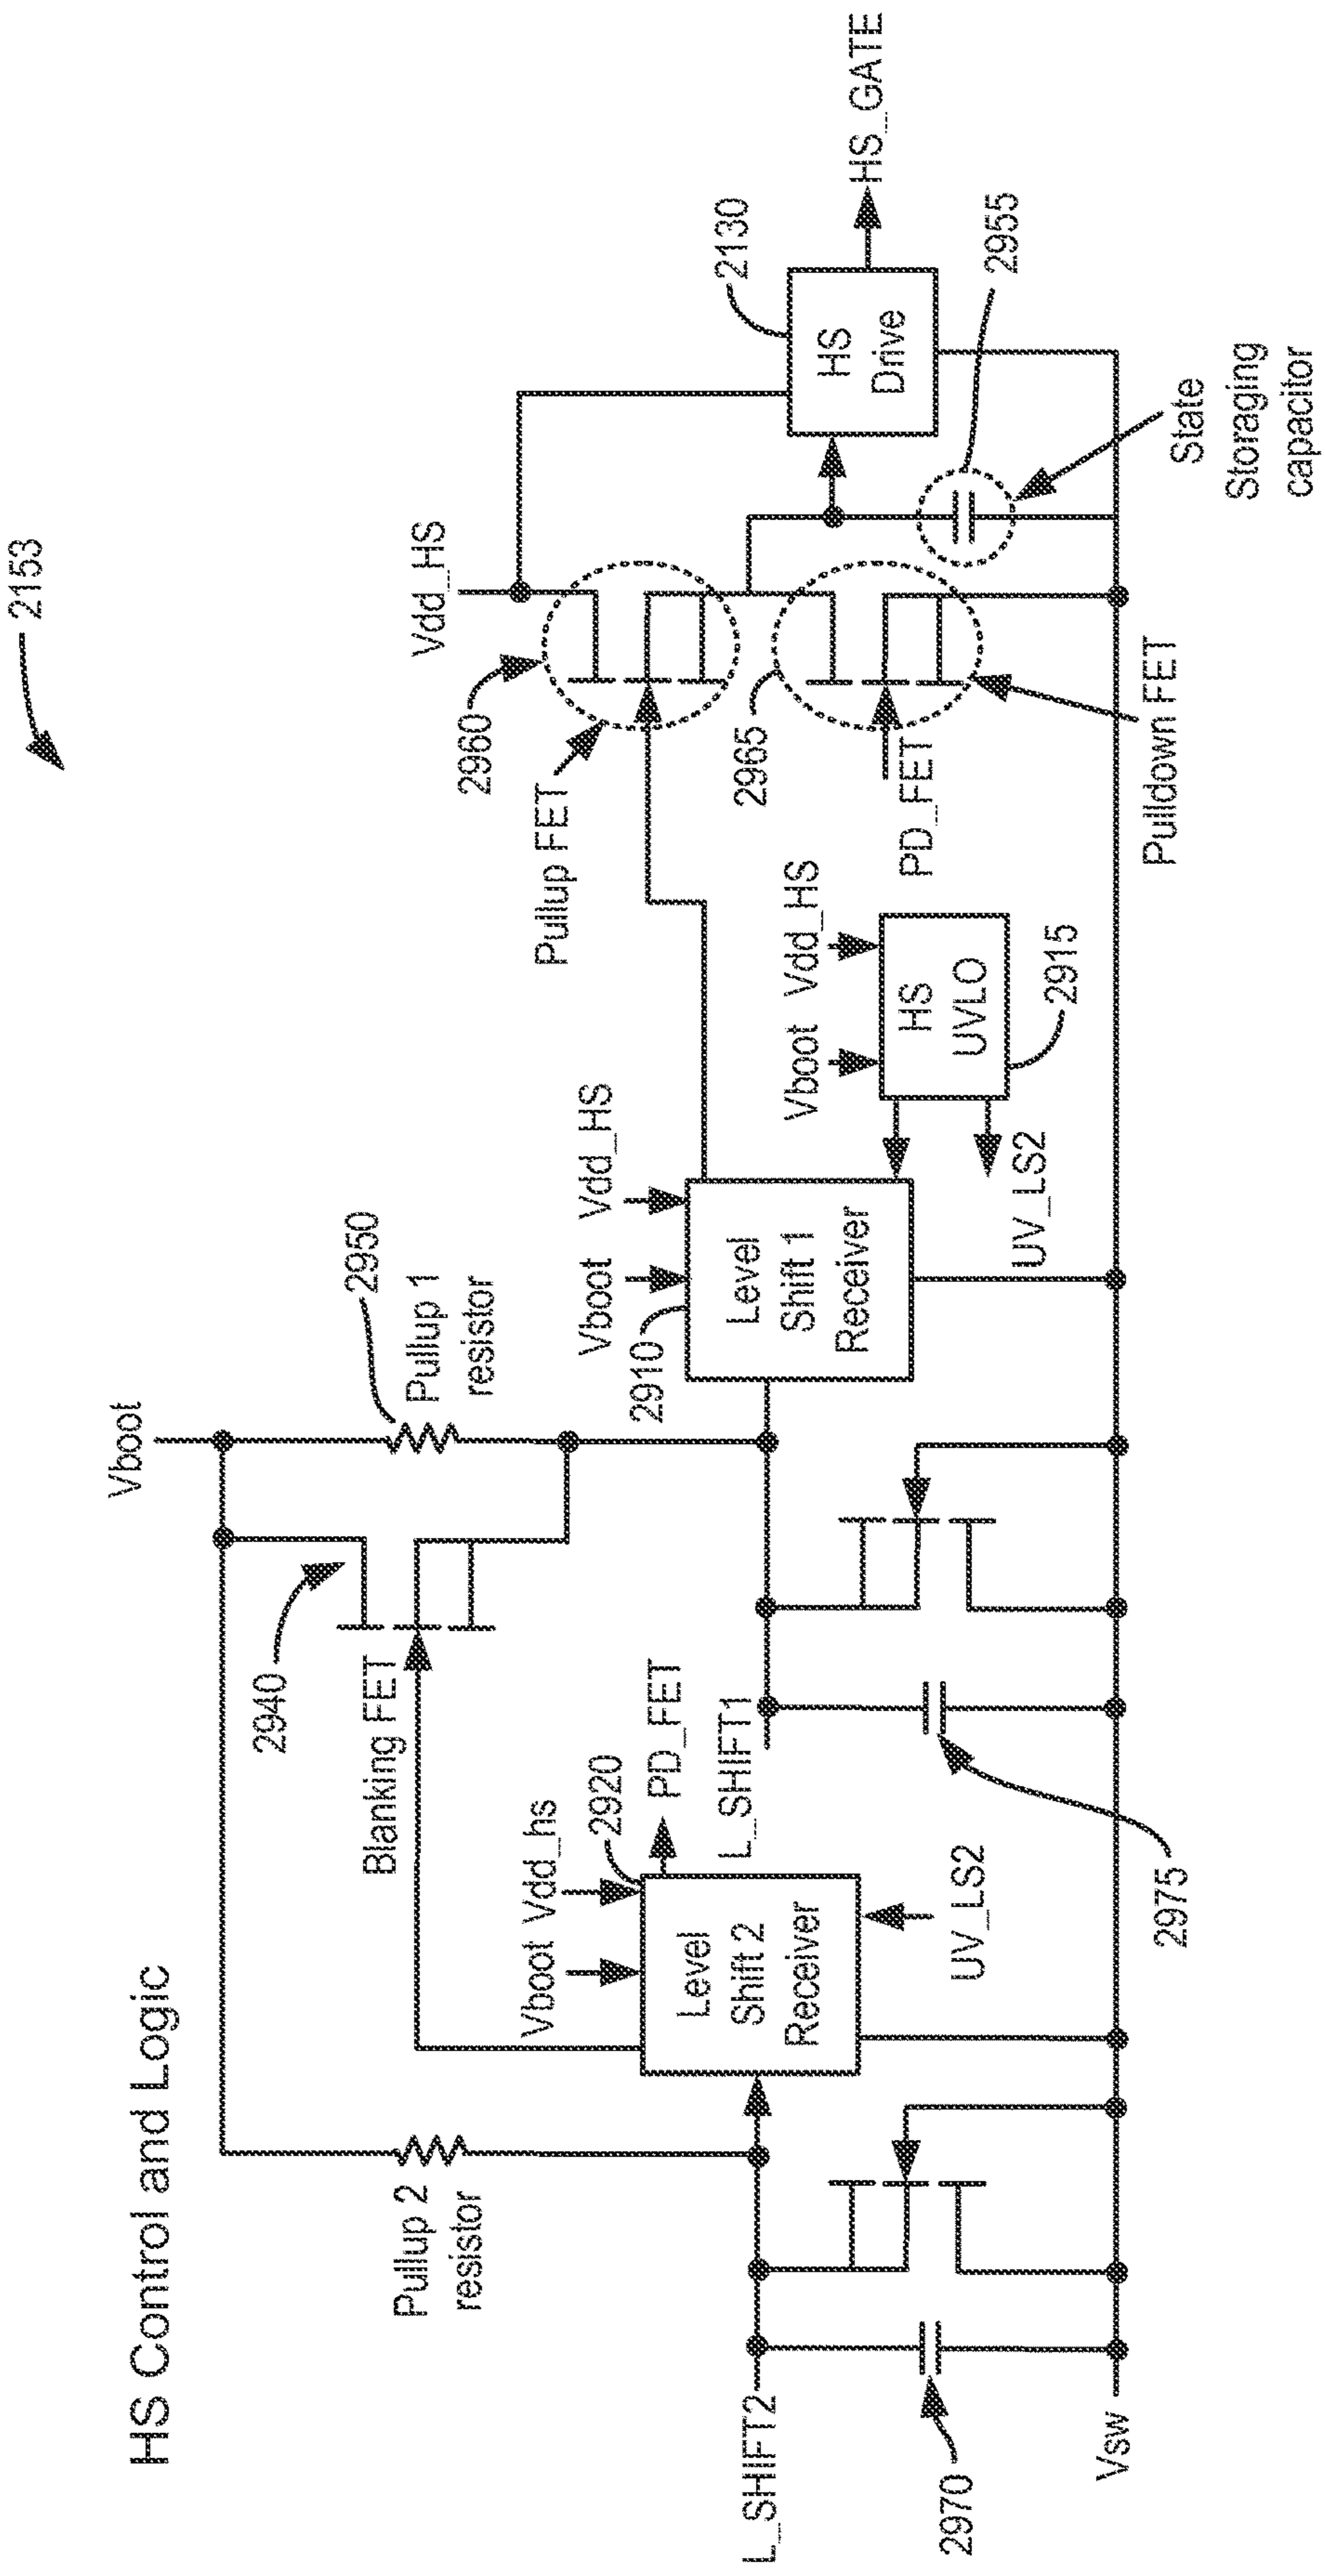 HS Control and Logic
2153
Vboot
2940
Blanking FET
2950
Pullup 1
resistor
Pullup 2
resistor
Vboot
Vdd_hs
2920
PD_FET
Level
Shift 2
Receiver
UV_LS2
L_SHIFT2
2970
Vsw
L_SHIFT1
2975
Vboot
Vdd_HS
2910
Level
Shift 1
Receiver
Vboot
Vdd_HS
HS
UVLO
2915
UV_LS2
Vdd_HS
2960
Pullup FET
2965
PD_FET
Pulldown FET
2130
HS
Drive
HS_GATE
2955
State
Storaging
capacitor